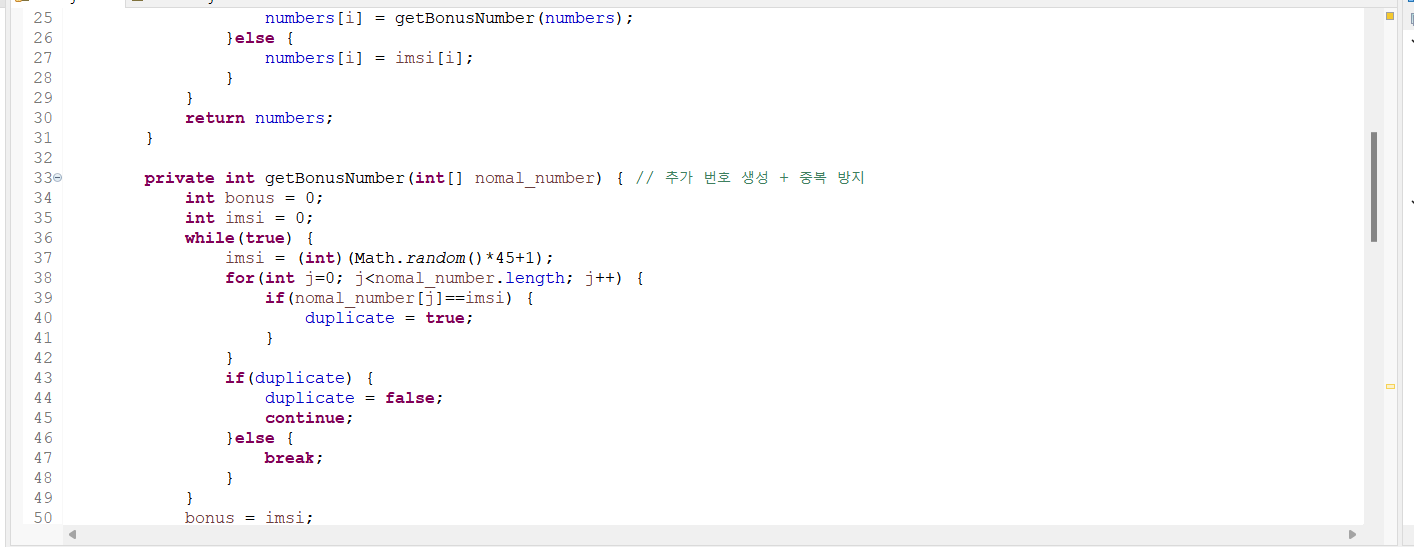 25 numbers[i] = getBonusNumber(numbers);
26 }else {
27 numbers[i] = imsi[i];
28 }
29 }
30 return numbers;
31 }
32
33 private int getBonusNumber(int[] nomal_number) { // 추가 번호 생성 + 중복 방지
34 int bonus = 0;
35 int imsi = 0;
36 while(true) {
37 imsi = (int)(Math.random()*45+1);
38 for(int j=0; j<nomal_number.length; j++) {
39 if(nomal_number[j]==imsi) {
40 duplicate = true;
41 }
42 }
43 if(duplicate) {
44 duplicate = false;
45 continue;
46 }else {
47 break;
48 }
49 }
50 bonus = imsi;